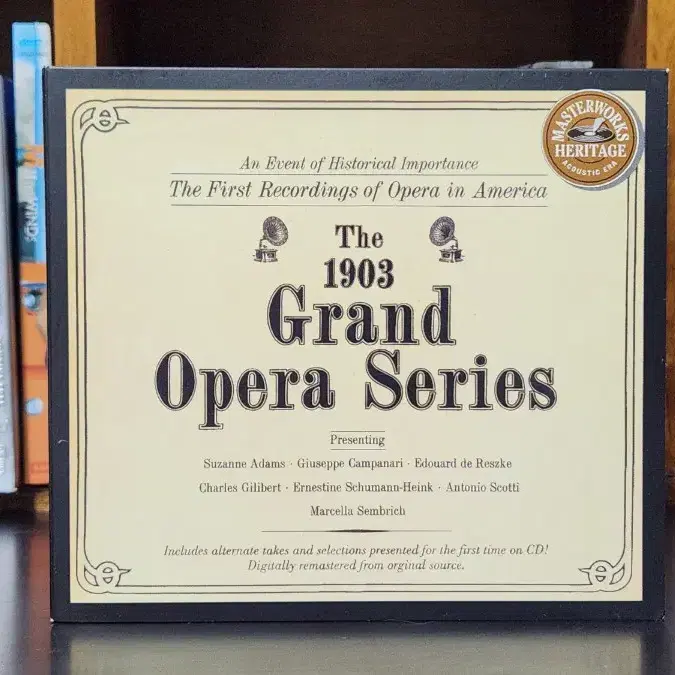 An Event of Historical Importance
The First Recordings of Opera in America
MASTERWORKS
HERITAGE
ACOUSTIC ERA
The
1903
Grand
Opera Series
Presenting
Suzanne Adams · Giuseppe Campanari · Edouard de Reszke
Charles Gilibert · Ernestine Schumann-Heink · Antonio Scotti
Marcella Sembrich
Includes alternate takes and selections presented for the first time on CD!
Digitally remastered from orginal source.